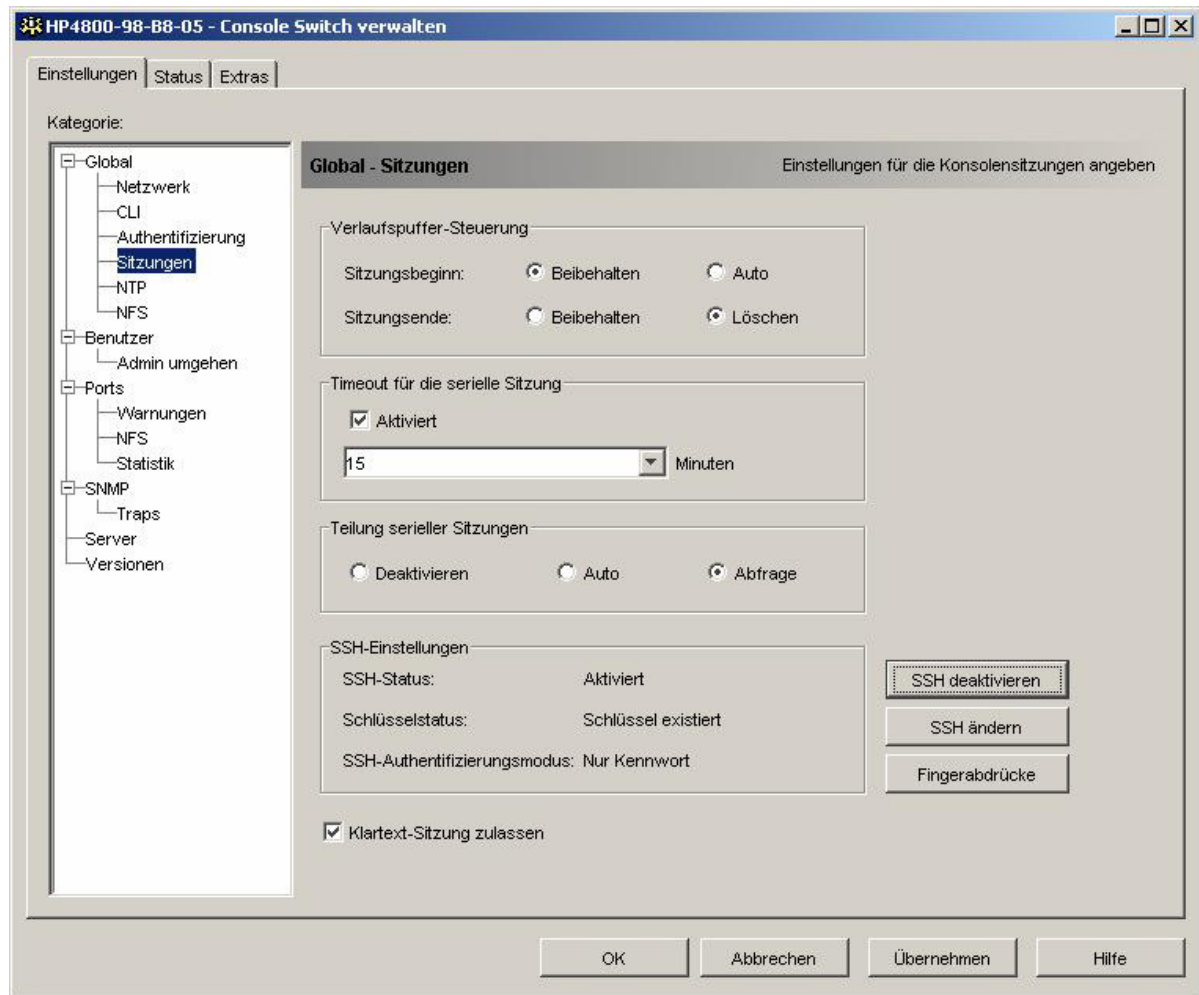 HP4800-98-B8-05 - Console Switch verwalten
Einstellungen Status Extras
Kategorie:
Global
Netzwerk
CLI
Authentifizierung
Sitzungen
NTP
NFS
Benutzer
Admin umgehen
Ports
Warnungen
NFS
Statistik
SNMP
Traps
Server
Versionen
Global - Sitzungen Einstellungen für die Konsolensitzungen angeben
Verlaufspuffer-Steuerung
Sitzungsbeginn: Beibehalten Auto
Sitzungsende: Beibehalten Löschen
Timeout für die serielle Sitzung
Aktiviert
15 Minuten
Teilung serieller Sitzungen
Deaktivieren Auto Abfrage
SSH-Einstellungen
SSH-Status: Aktiviert
Schlüsselstatus: Schlüssel existiert
SSH-Authentifizierungsmodus: Nur Kennwort
SSH deaktivieren
SSH ändern
Fingerabdrücke
Klartext-Sitzung zulassen
OK Abbrechen Übernehmen Hilfe